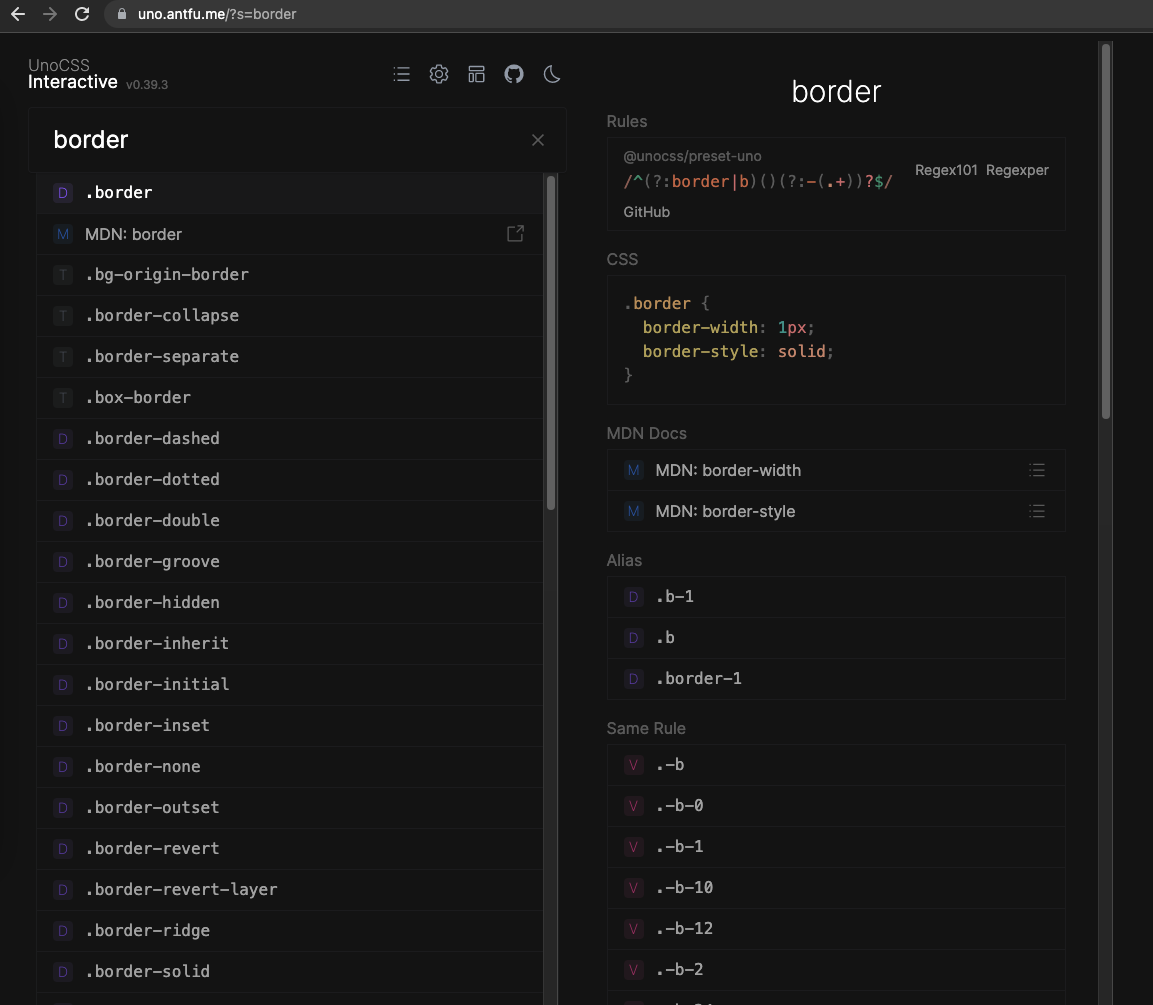 uno.antfu.me/?s=border
UnoCSS
Interactive v0.39.3
border
D .border
M MDN: border
T .bg-origin-border
T .border-collapse
T .border-separate
T .box-border
D .border-dashed
D .border-dotted
D .border-double
D .border-groove
D .border-hidden
D .border-inherit
D .border-initial
D .border-inset
D .border-none
D .border-outset
D .border-revert
D .border-revert-layer
D .border-ridge
D .border-solid
border
Rules
@unocss/preset-uno
/^(?:border|b)()(?:-(.+))?$/
Regex101 Regexper
GitHub
CSS
.border {
  border-width: 1px;
  border-style: solid;
}
MDN Docs
M MDN: border-width
M MDN: border-style
Alias
D .b-1
D .b
D .border-1
Same Rule
V .-b
V .-b-0
V .-b-1
V .-b-10
V .-b-12
V .-b-2